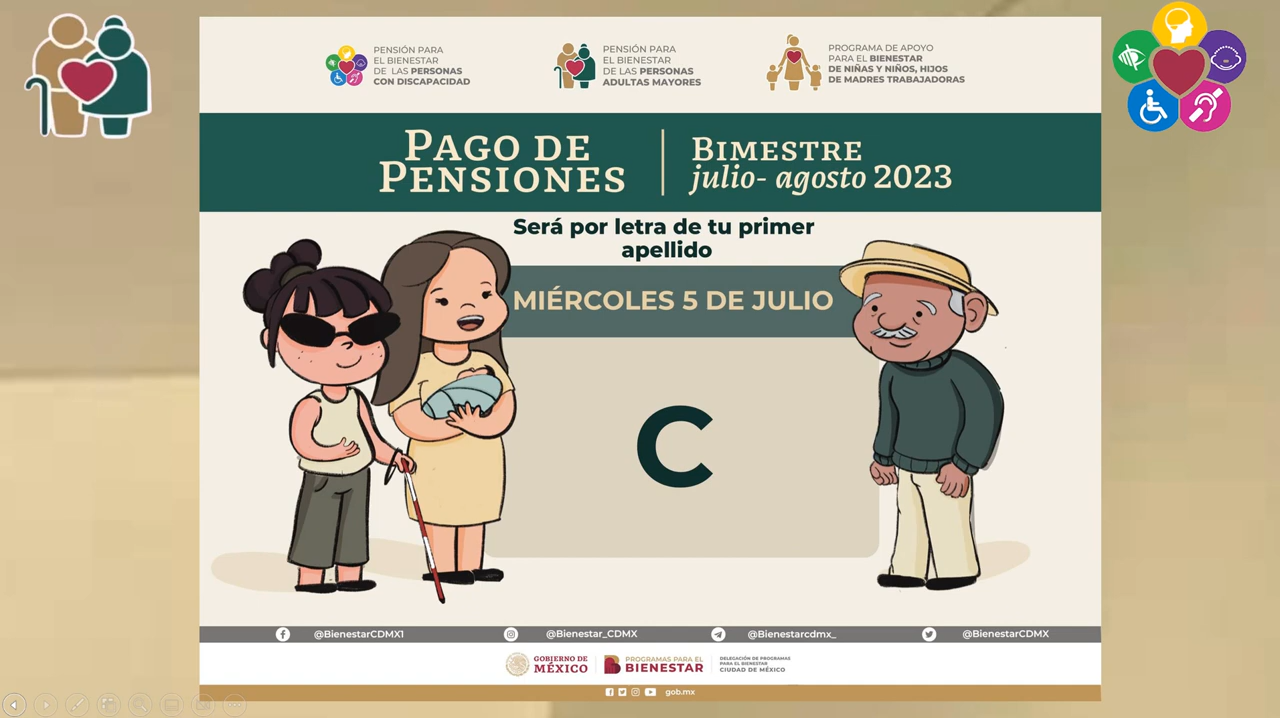 PENSIÓN PARA
EL BIENESTAR
DE LAS PERSONAS
CON DISCAPACIDAD
PENSIÓN PARA
EL BIENESTAR
DE LAS PERSONAS
ADULTAS MAYORES
PROGRAMA DE APOYO
PARA EL BIENESTAR
DE NIÑAS Y NIÑOS, HIJOS
DE MADRES TRABAJADORAS
PAGO DE
PENSIONES
BIMESTRE
julio- agosto 2023
Será por letra de tu primer
apellido
MIÉRCOLES 5 DE JULIO
C
@BienestarCDMX1
@Bienestar_CDMX
@Bienestarcdmx_
@BienestarCDMX
GOBIERNO DE
MÉXICO
PROGRAMAS PARA EL
BIENESTAR
DELEGACIÓN DE PROGRAMAS
PARA EL BIENESTAR
CIUDAD DE MÉXICO
gob.mx